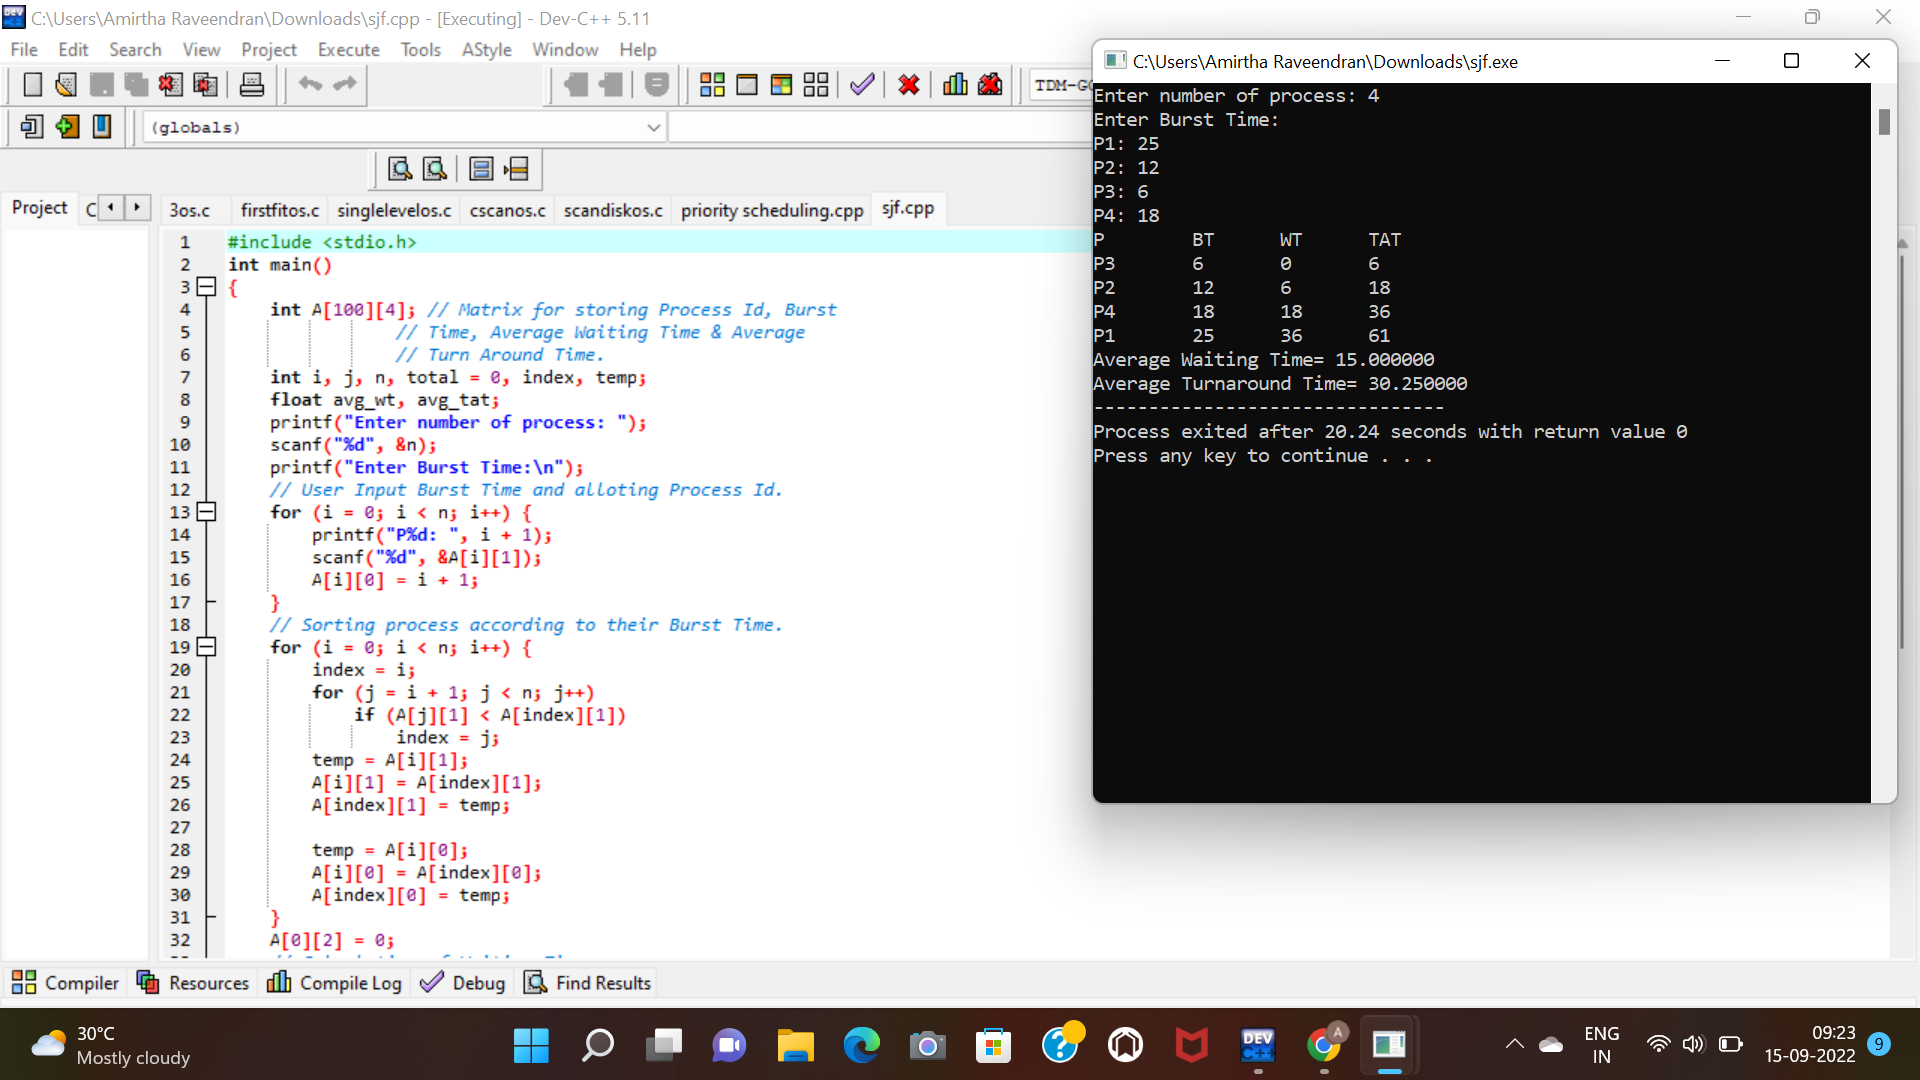 C:\Users\Amirtha Raveendran\Downloads\sjf.cpp - [Executing] - Dev-C++ 5.11
File Edit Search View Project Execute Tools AStyle Window Help
TDM-GC
(globals)
Project C 3os.c firstfitos.c singlelevelos.c cscanos.c scandiskos.c priority scheduling.cpp sjf.cpp
1 #include <stdio.h>
2 int main()
3 {
4 int A[100][4]; // Matrix for storing Process Id, Burst
5 // Time, Average Waiting Time & Average
6 // Turn Around Time.
7 int i, j, n, total = 0, index, temp;
8 float avg_wt, avg_tat;
9 printf("Enter number of process: ");
10 scanf("%d", &n);
11 printf("Enter Burst Time:\n");
12 // User Input Burst Time and alloting Process Id.
13 for (i = 0; i < n; i++) {
14 printf("P%d: ", i + 1);
15 scanf("%d", &A[i][1]);
16 A[i][0] = i + 1;
17 }
18 // Sorting process according to their Burst Time.
19 for (i = 0; i < n; i++) {
20 index = i;
21 for (j = i + 1; j < n; j++)
22 if (A[j][1] < A[index][1])
23 index = j;
24 temp = A[i][1];
25 A[i][1] = A[index][1];
26 A[index][1] = temp;
27
28 temp = A[i][0];
29 A[i][0] = A[index][0];
30 A[index][0] = temp;
31 }
32 A[0][2] = 0;
C:\Users\Amirtha Raveendran\Downloads\sjf.exe
Enter number of process: 4
Enter Burst Time:
P1: 25
P2: 12
P3: 6
P4: 18
P BT WT TAT
P3 6 0 6
P2 12 6 18
P4 18 18 36
P1 25 36 61
Average Waiting Time= 15.000000
Average Turnaround Time= 30.250000
--------------------------------
Process exited after 20.24 seconds with return value 0
Press any key to continue . . .
Compiler Resources Compile Log Debug Find Results
30°C
Mostly cloudy
DEV C++
A
ENG
IN
09:23
15-09-2022
9